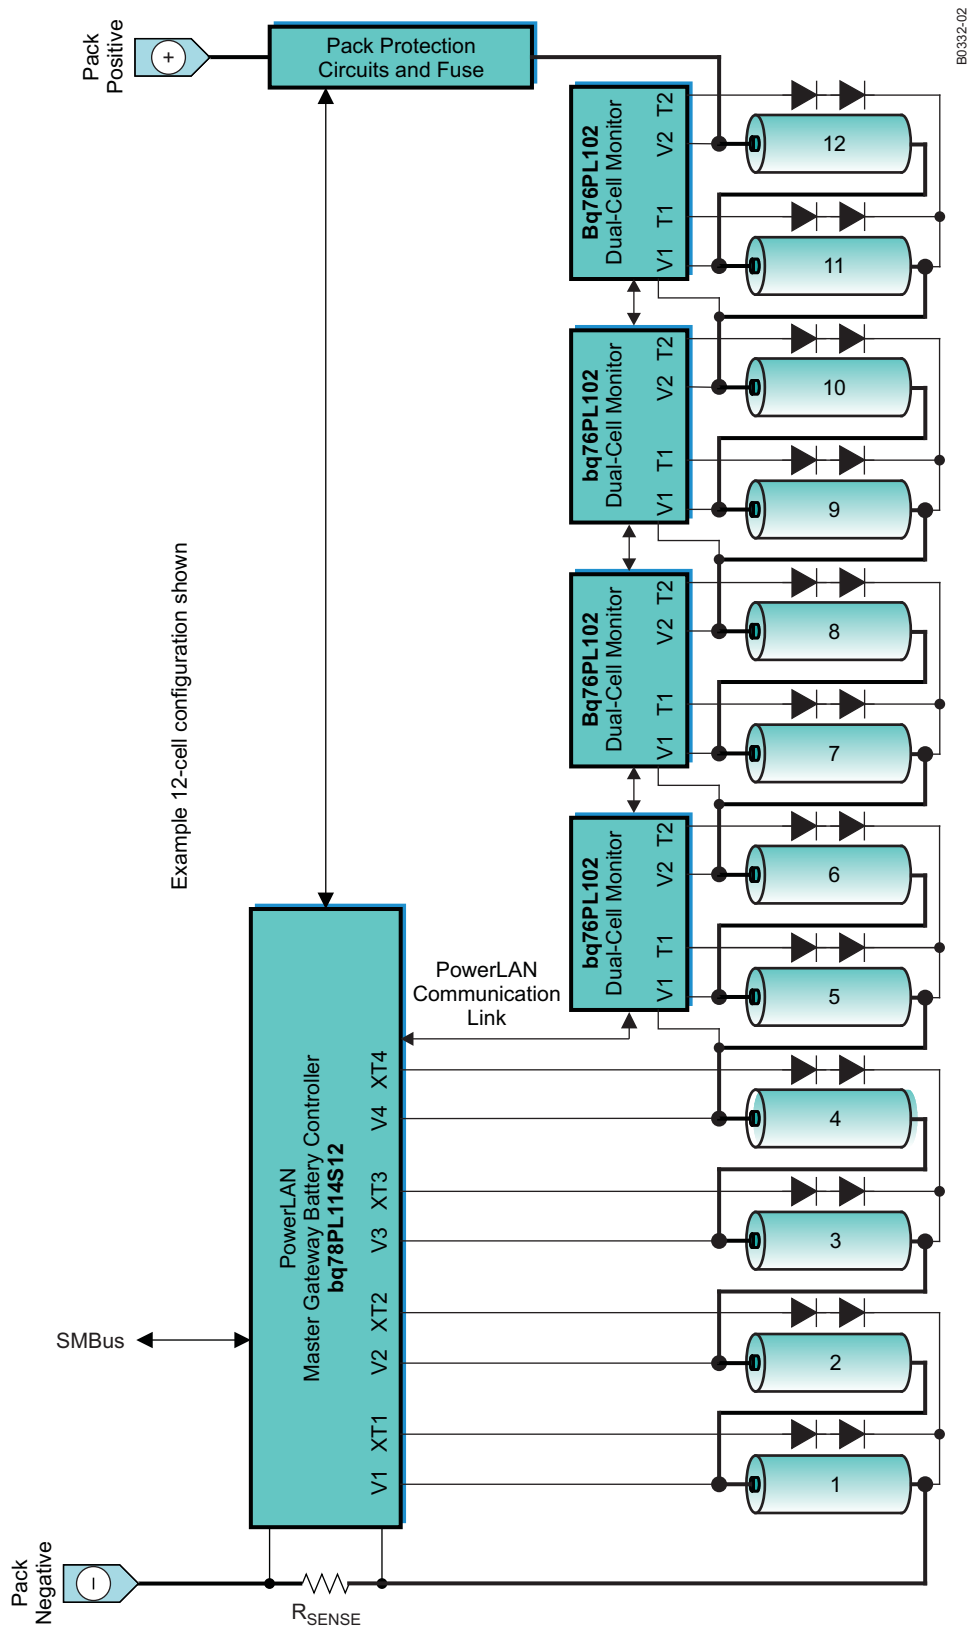 Pack
Positive
+
Pack Protection
Circuits and Fuse
B0332-02
Bq76PL102
Dual-Cell Monitor
V1 T1 V2 T2
12
11
bq76PL102
Dual-Cell Monitor
V1 T1 V2 T2
10
9
Example 12-cell configuration shown
Bq76PL102
Dual-Cell Monitor
V1 T1 V2 T2
8
7
bq76PL102
Dual-Cell Monitor
V1 T1 V2 T2
6
5
PowerLAN
Communication
Link
PowerLAN
Master Gateway Battery Controller
bq78PL114S12
V1 XT1 V2 XT2 V3 XT3 V4 XT4
4
3
2
1
SMBus
Pack
Negative
–
RSENSE